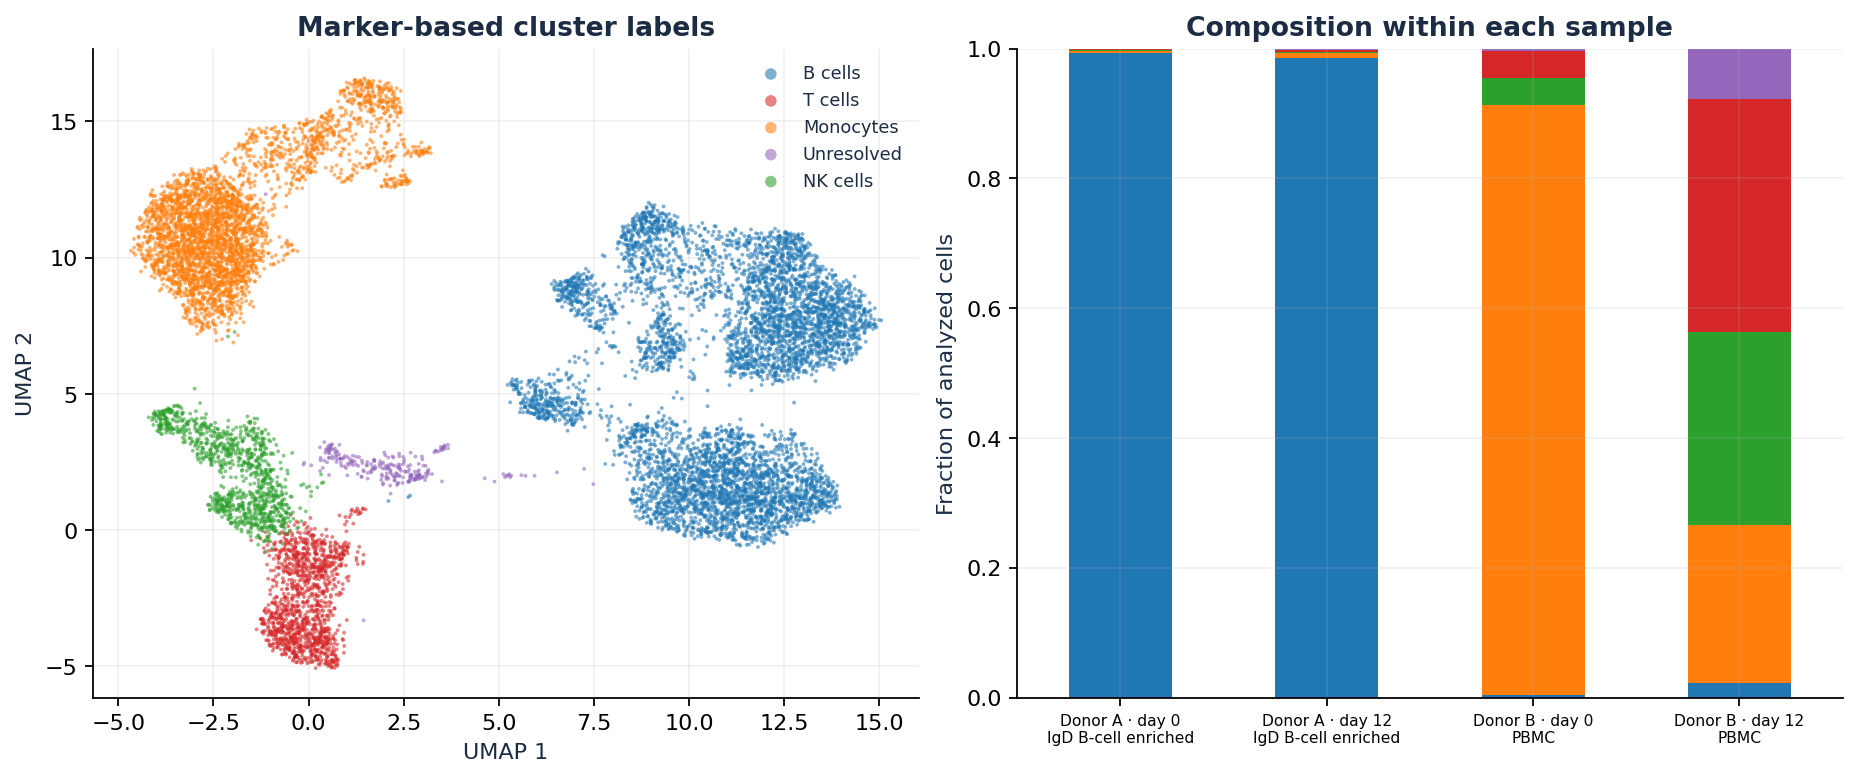 Marker-based cluster labels
B cells
T cells
Monocytes
Unresolved
NK cells
UMAP 2
15
10
5
0
−5
−5.0 −2.5 0.0 2.5 5.0 7.5 10.0 12.5 15.0
UMAP 1
Composition within each sample
Fraction of analyzed cells
1.0
0.8
0.6
0.4
0.2
0.0
Donor A · day 0
IgD B-cell enriched
Donor A · day 12
IgD B-cell enriched
Donor B · day 0
PBMC
Donor B · day 12
PBMC